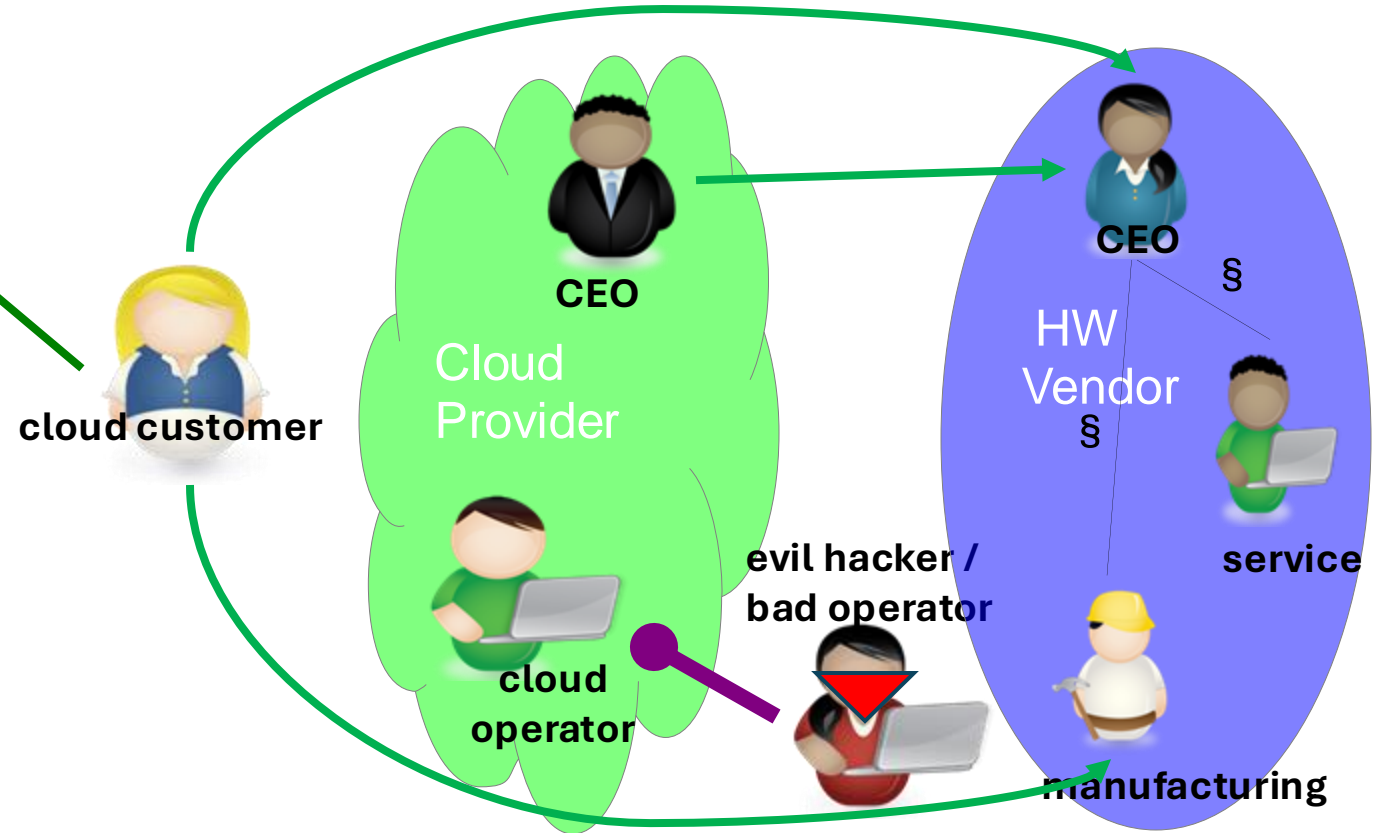 CEO
§
CEO
HW
Vendor
Cloud
Provider
§
cloud customer
evil hacker /
bad operator
service
cloud
operator
manufacturing